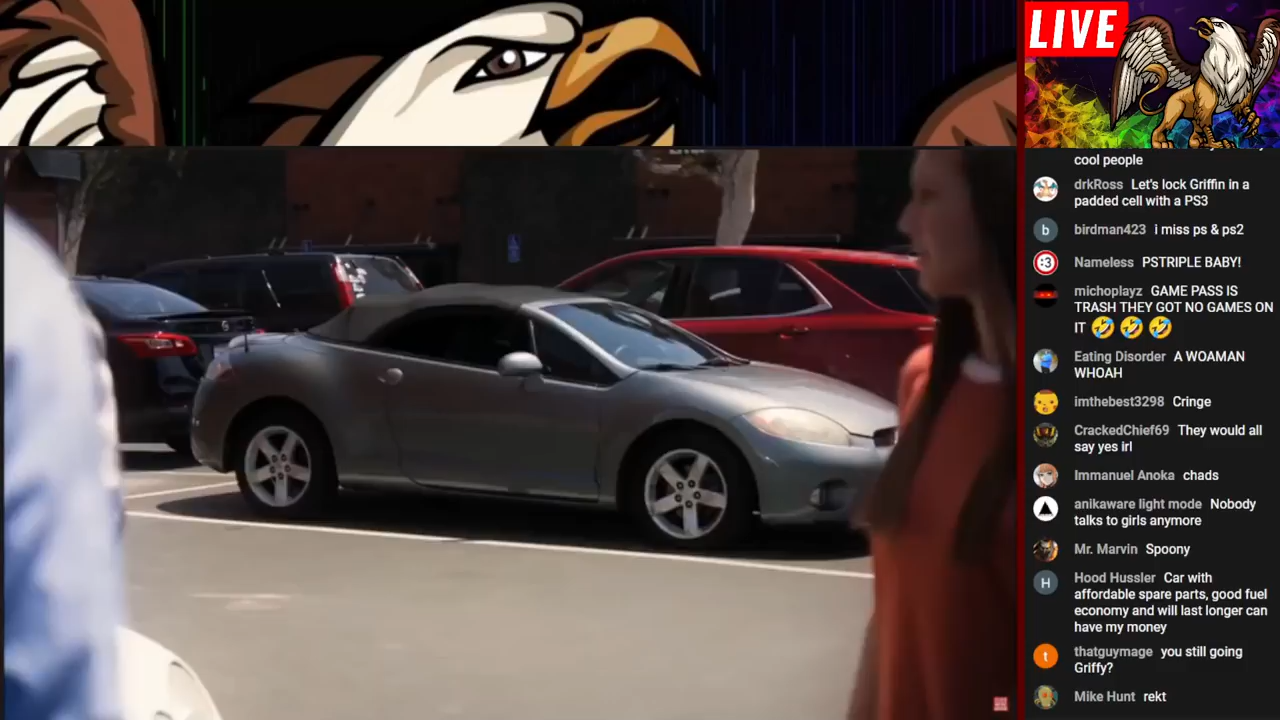 LIVE
cool people
drkRoss Let's lock Griffin in a
padded cell with a PS3
b
birdman423 i miss ps & ps2
:3
Nameless PSTRIPLE BABY!
michoplayz GAME PASS IS
TRASH THEY GOT NO GAMES ON
IT 🤣 🤣 🤣
Eating Disorder A WOAMAN
WHOAH
imthebest3298 Cringe
CrackedChief69 They would all
say yes irl
Immanuel Anoka chads
anikaware light mode Nobody
talks to girls anymore
Mr. Marvin Spoony
H
Hood Hussler Car with
affordable spare parts, good fuel
economy and will last longer can
have my money
t
thatguymage you still going
Griffy?
Mike Hunt rekt